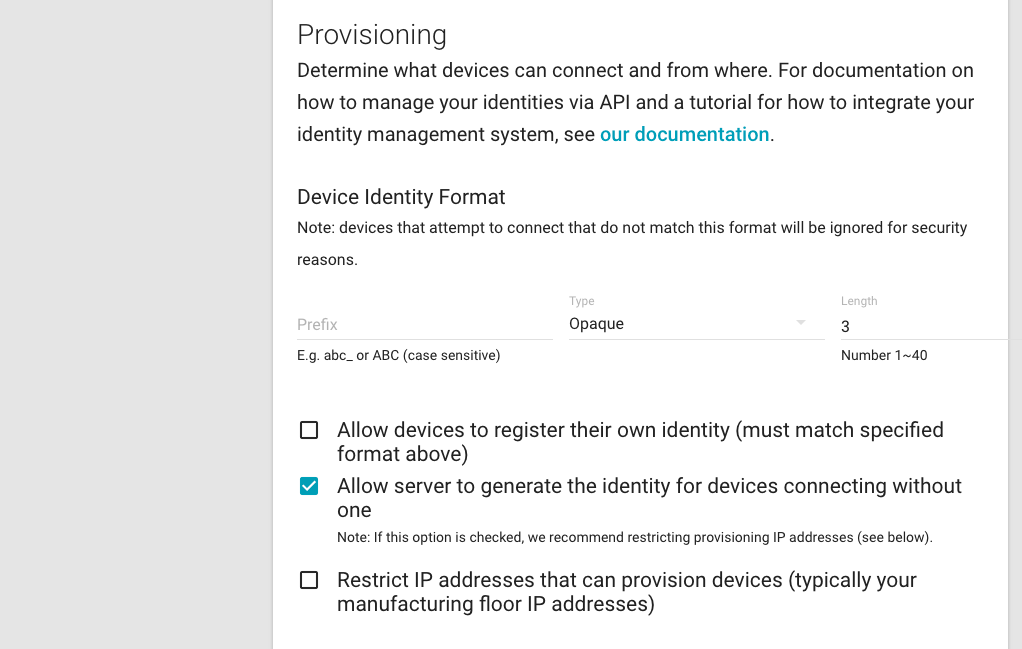 Provisioning
Determine what devices can connect and from where. For documentation on
how to manage your identities via API and a tutorial for how to integrate your
identity management system, see our documentation.
Device Identity Format
Note: devices that attempt to connect that do not match this format will be ignored for security
reasons.
Type
Length
Prefix
Opaque
3
E.g. abc_ or ABC (case sensitive)
Number 1~40
Allow devices to register their own identity (must match specified
format above)
Allow server to generate the identity for devices connecting without
one
Note: If this option is checked, we recommend restricting provisioning IP addresses (see below).
Restrict IP addresses that can provision devices (typically your
manufacturing floor IP addresses)